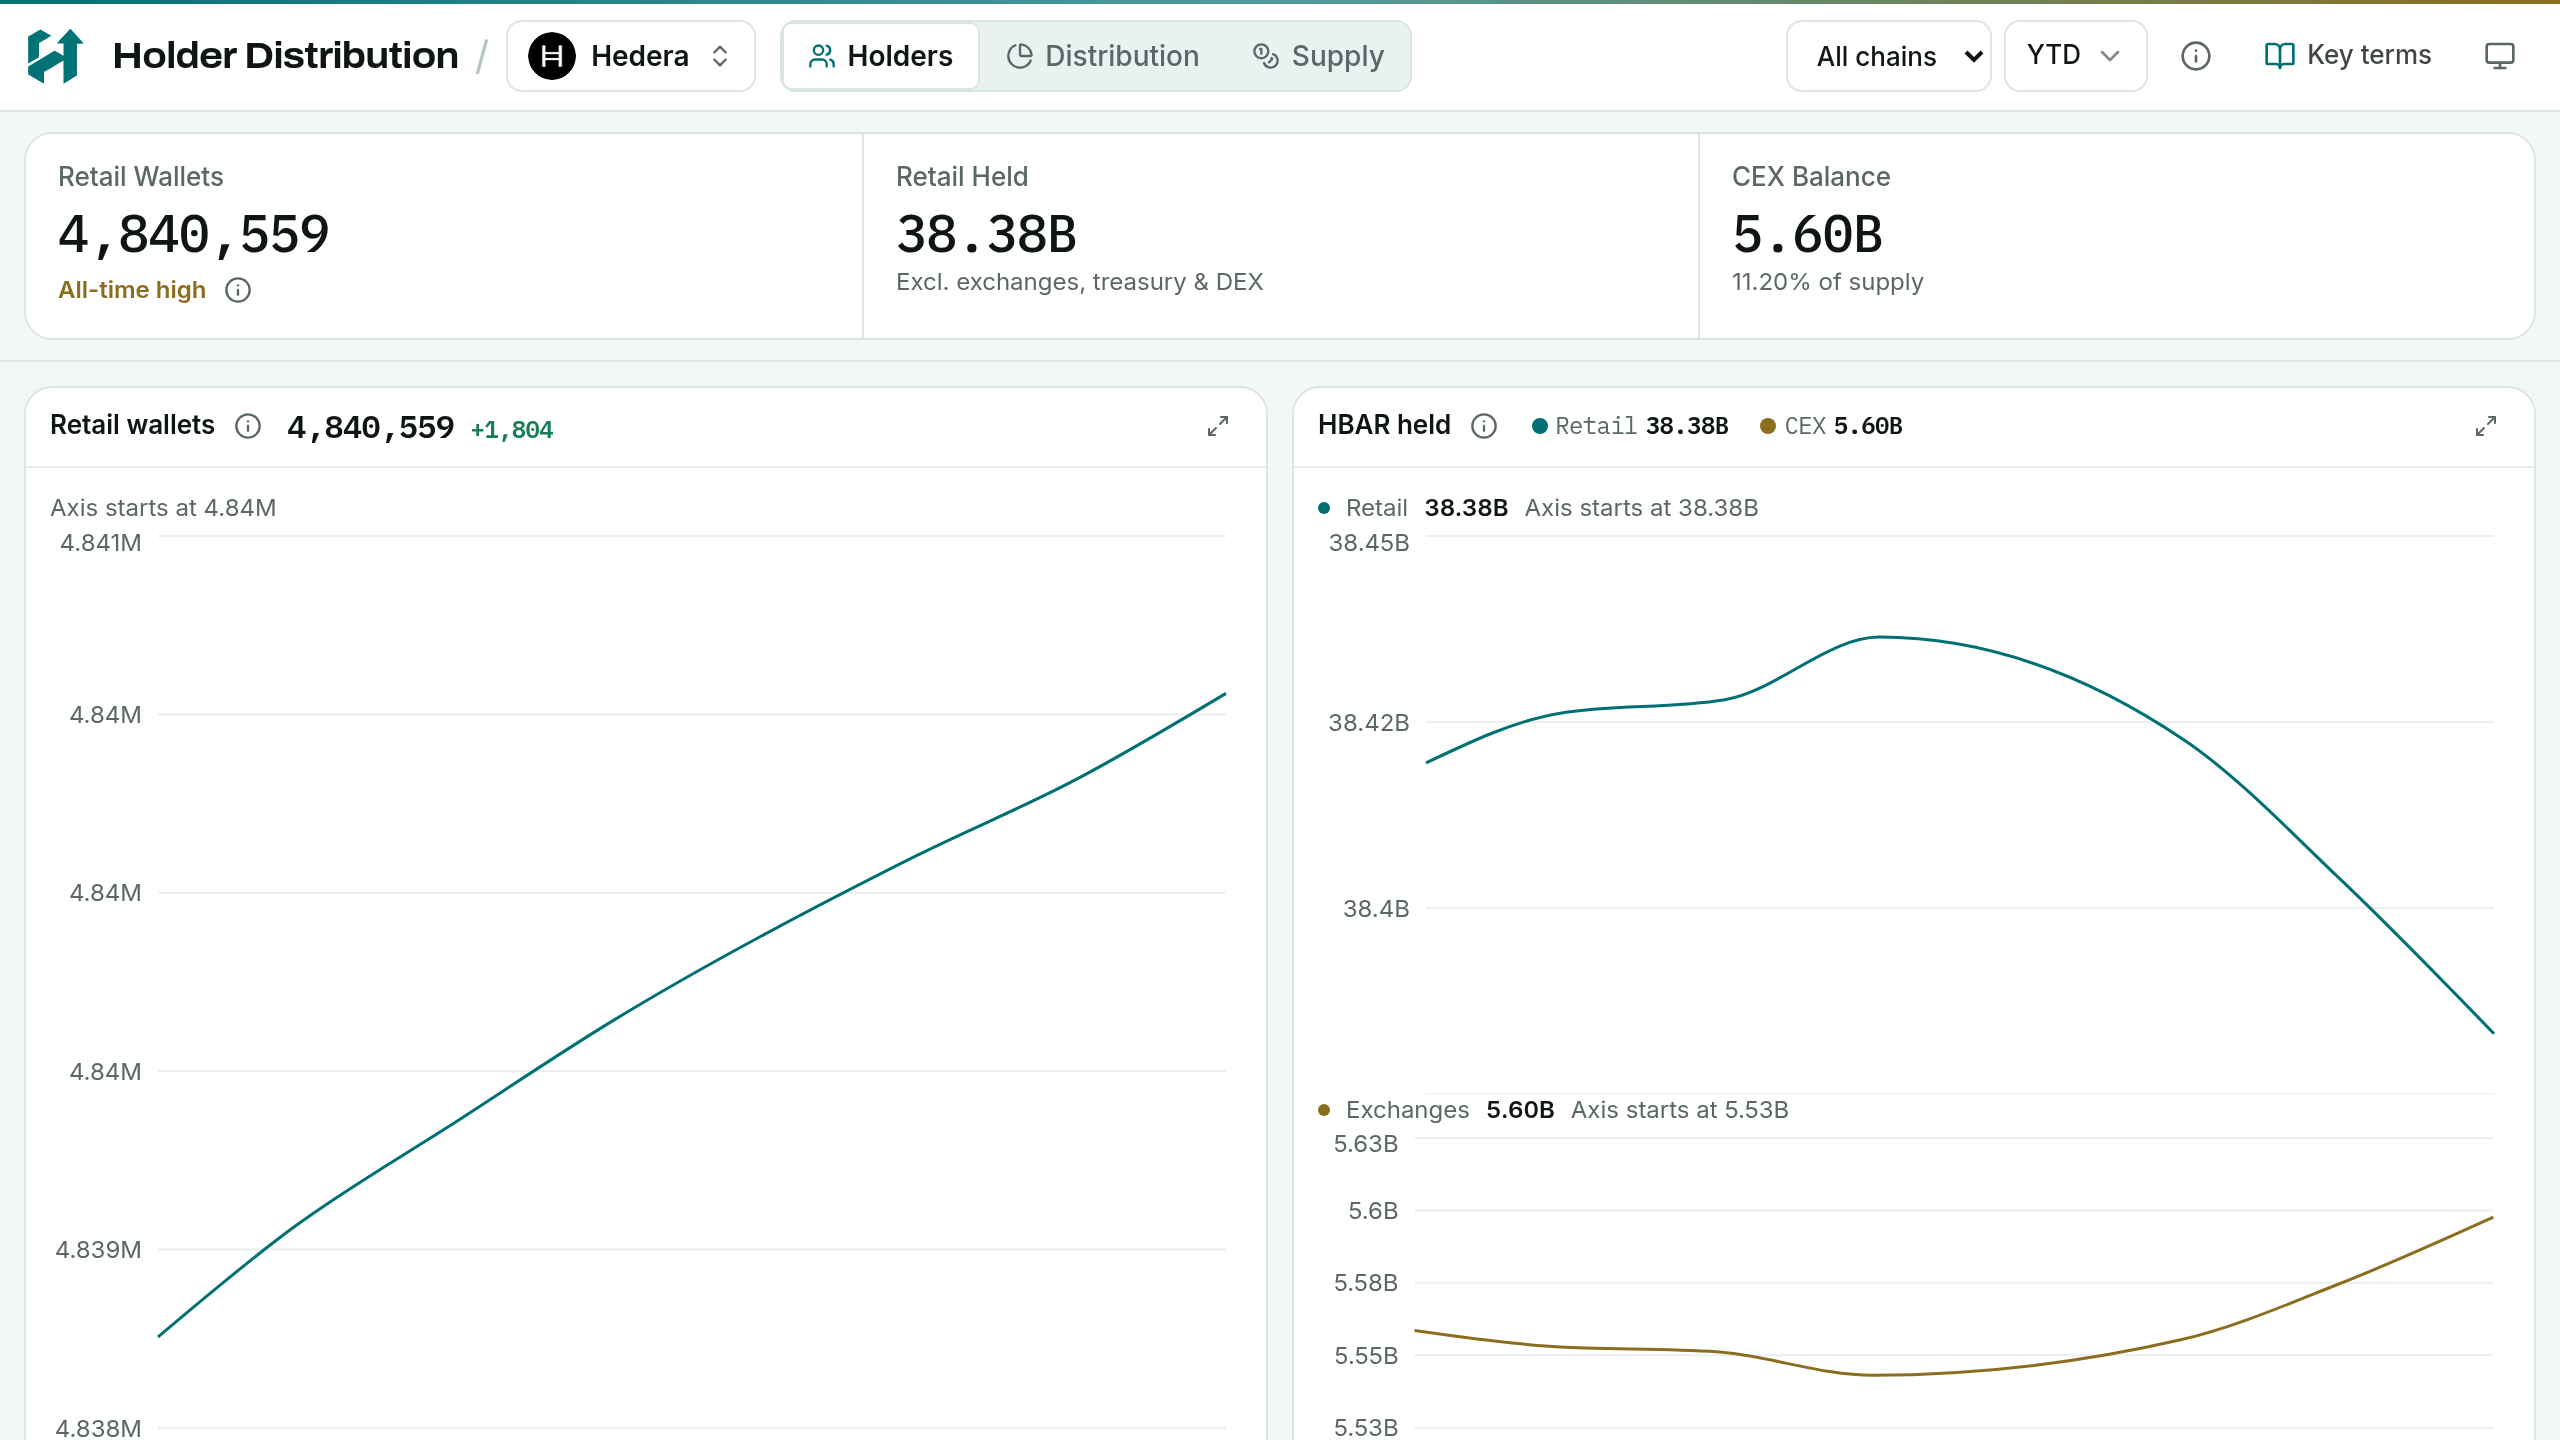 Holder Distribution / Hedera Holders Distribution Supply All chains YTD Key terms
Retail Wallets
4,840,559
All-time high
Retail Held
38.38B
Excl. exchanges, treasury & DEX
CEX Balance
5.60B
11.20% of supply
Retail wallets 4,840,559 +1,804
Axis starts at 4.84M
4.841M
4.84M
4.84M
4.84M
4.839M
4.838M
HBAR held Retail 38.38B CEX 5.60B
Retail 38.38B Axis starts at 38.38B
38.45B
38.42B
38.4B
Exchanges 5.60B Axis starts at 5.53B
5.63B
5.6B
5.58B
5.55B
5.53B